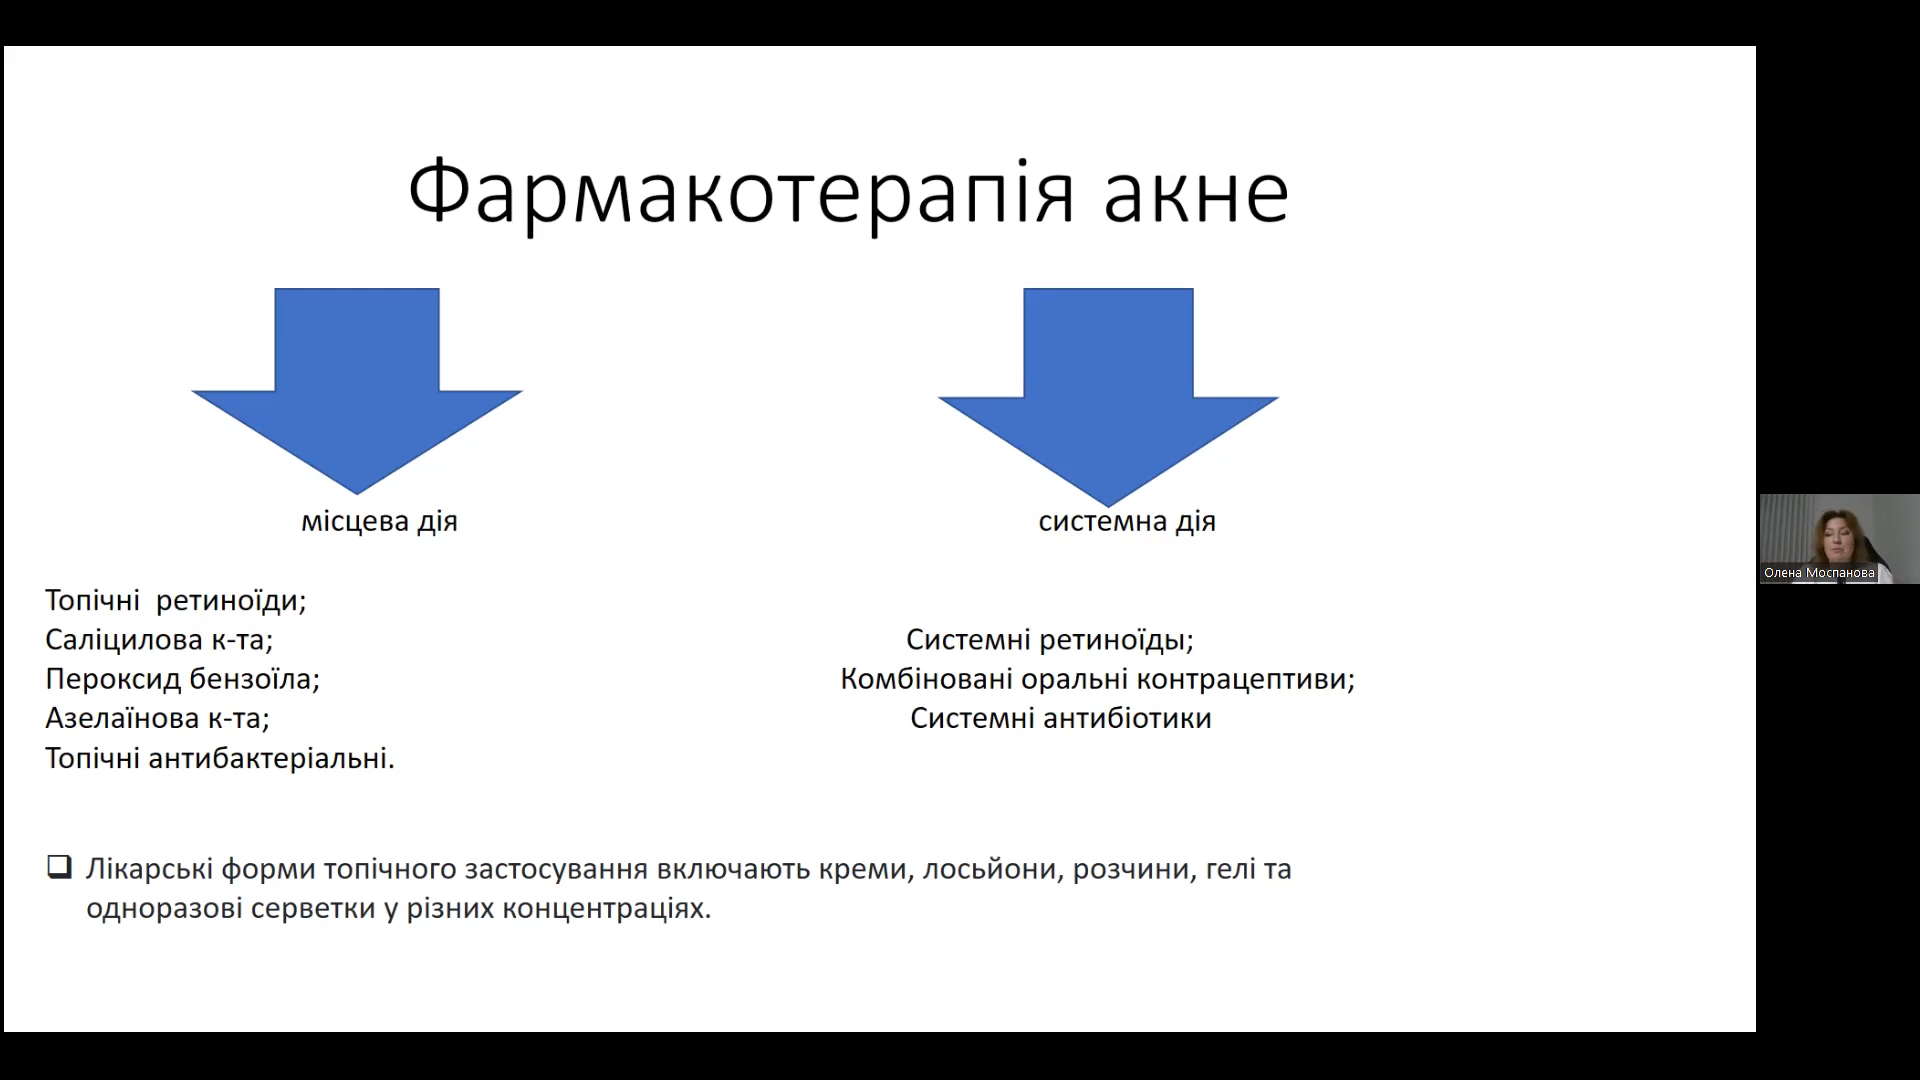 Фармакотерапія акне
місцева дія
Топічні  ретиноїди;
Саліцилова к-та;
Пероксид бензоїла;
Азелаїнова к-та;
Топічні антибактеріальні.
системна дія
Системні ретиноїды;
Комбіновані оральні контрацептиви;
Системні антибіотики
Лікарські форми топічного застосування включають креми, лосьйони, розчини, гелі та
одноразові серветки у різних концентраціях.
Олена Моспанова